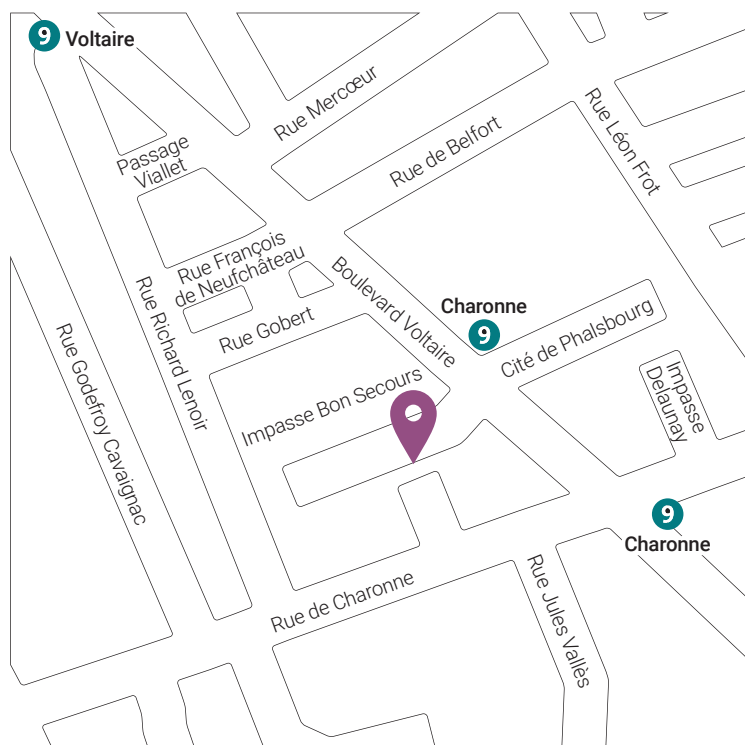 9 Voltaire
Rue Mercœur
Passage
Viallet
Rue de Belfort
Rue Léon Frot
Rue François
de Neufchâteau
Boulevard Voltaire
Rue Richard Lenoir
Rue Gobert
Charonne
9
Cité de Phalsbourg
Rue Godefroy Cavaignac
Impasse Bon Secours
Impasse
Delaunay
9
Charonne
Rue de Charonne
Rue Jules Vallès